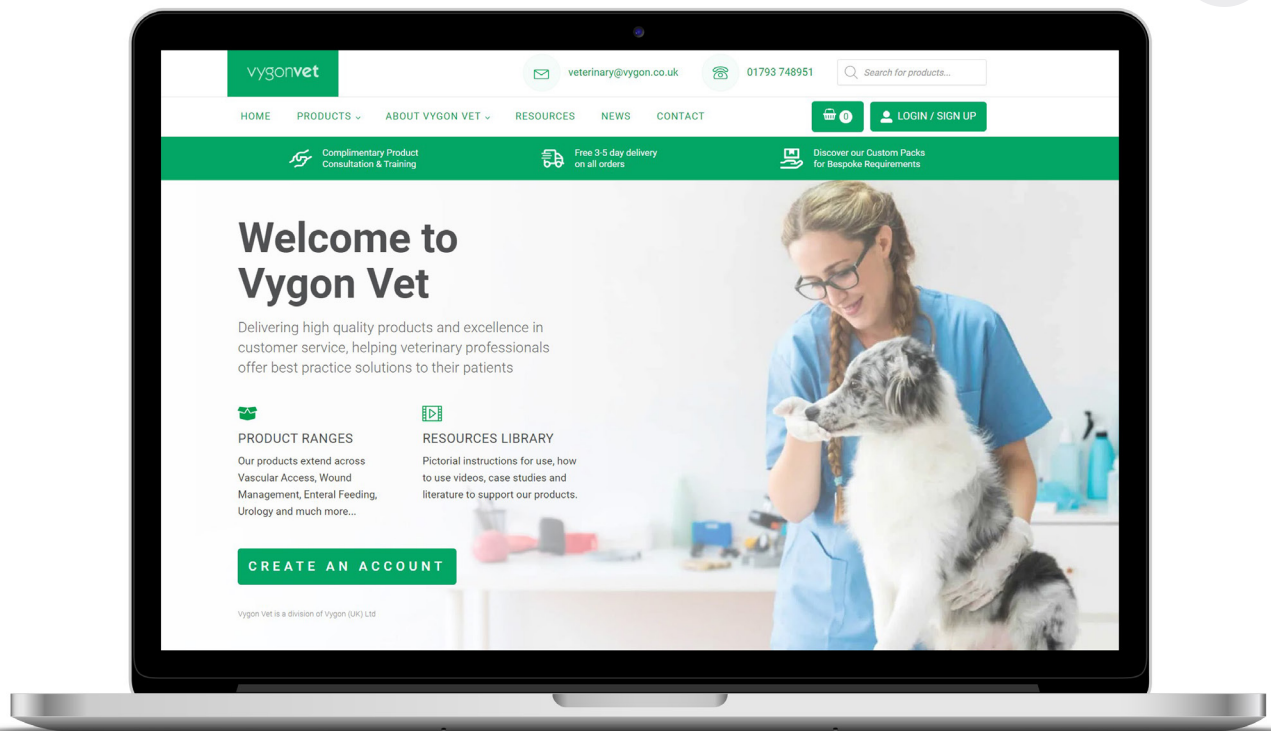 vygonvet
veterinary@vygon.co.uk
01793 748951
Search for products...
HOME
PRODUCTS
ABOUT VYGON VET
RESOURCES
NEWS
CONTACT
0
LOGIN / SIGN UP
Complimentary Product
Consultation & Training
Free 3-5 day delivery
on all orders
Discover our Custom Packs
for Bespoke Requirements
Welcome to
Vygon Vet
Delivering high quality products and excellence in
customer service, helping veterinary professionals
offer best practice solutions to their patients
PRODUCT RANGES
Our products extend across
Vascular Access, Wound
Management, Enteral Feeding,
Urology and much more...
RESOURCES LIBRARY
Pictorial instructions for use, how
to use videos, case studies and
literature to support our products.
CREATE AN ACCOUNT
Vygon Vet is a division of Vygon (UK) Ltd